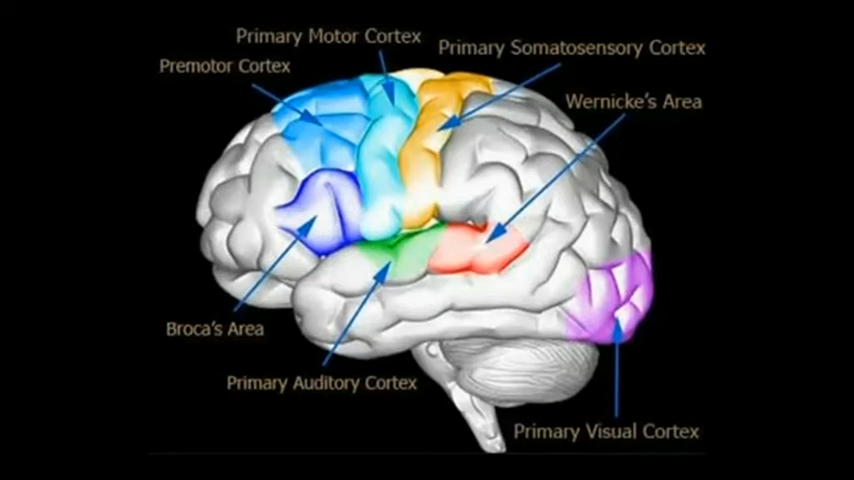 Primary Motor Cortex
Primary Somatosensory Cortex
Premotor Cortex
Wernicke's Area
Broca's Area
Primary Auditory Cortex
Primary Visual Cortex